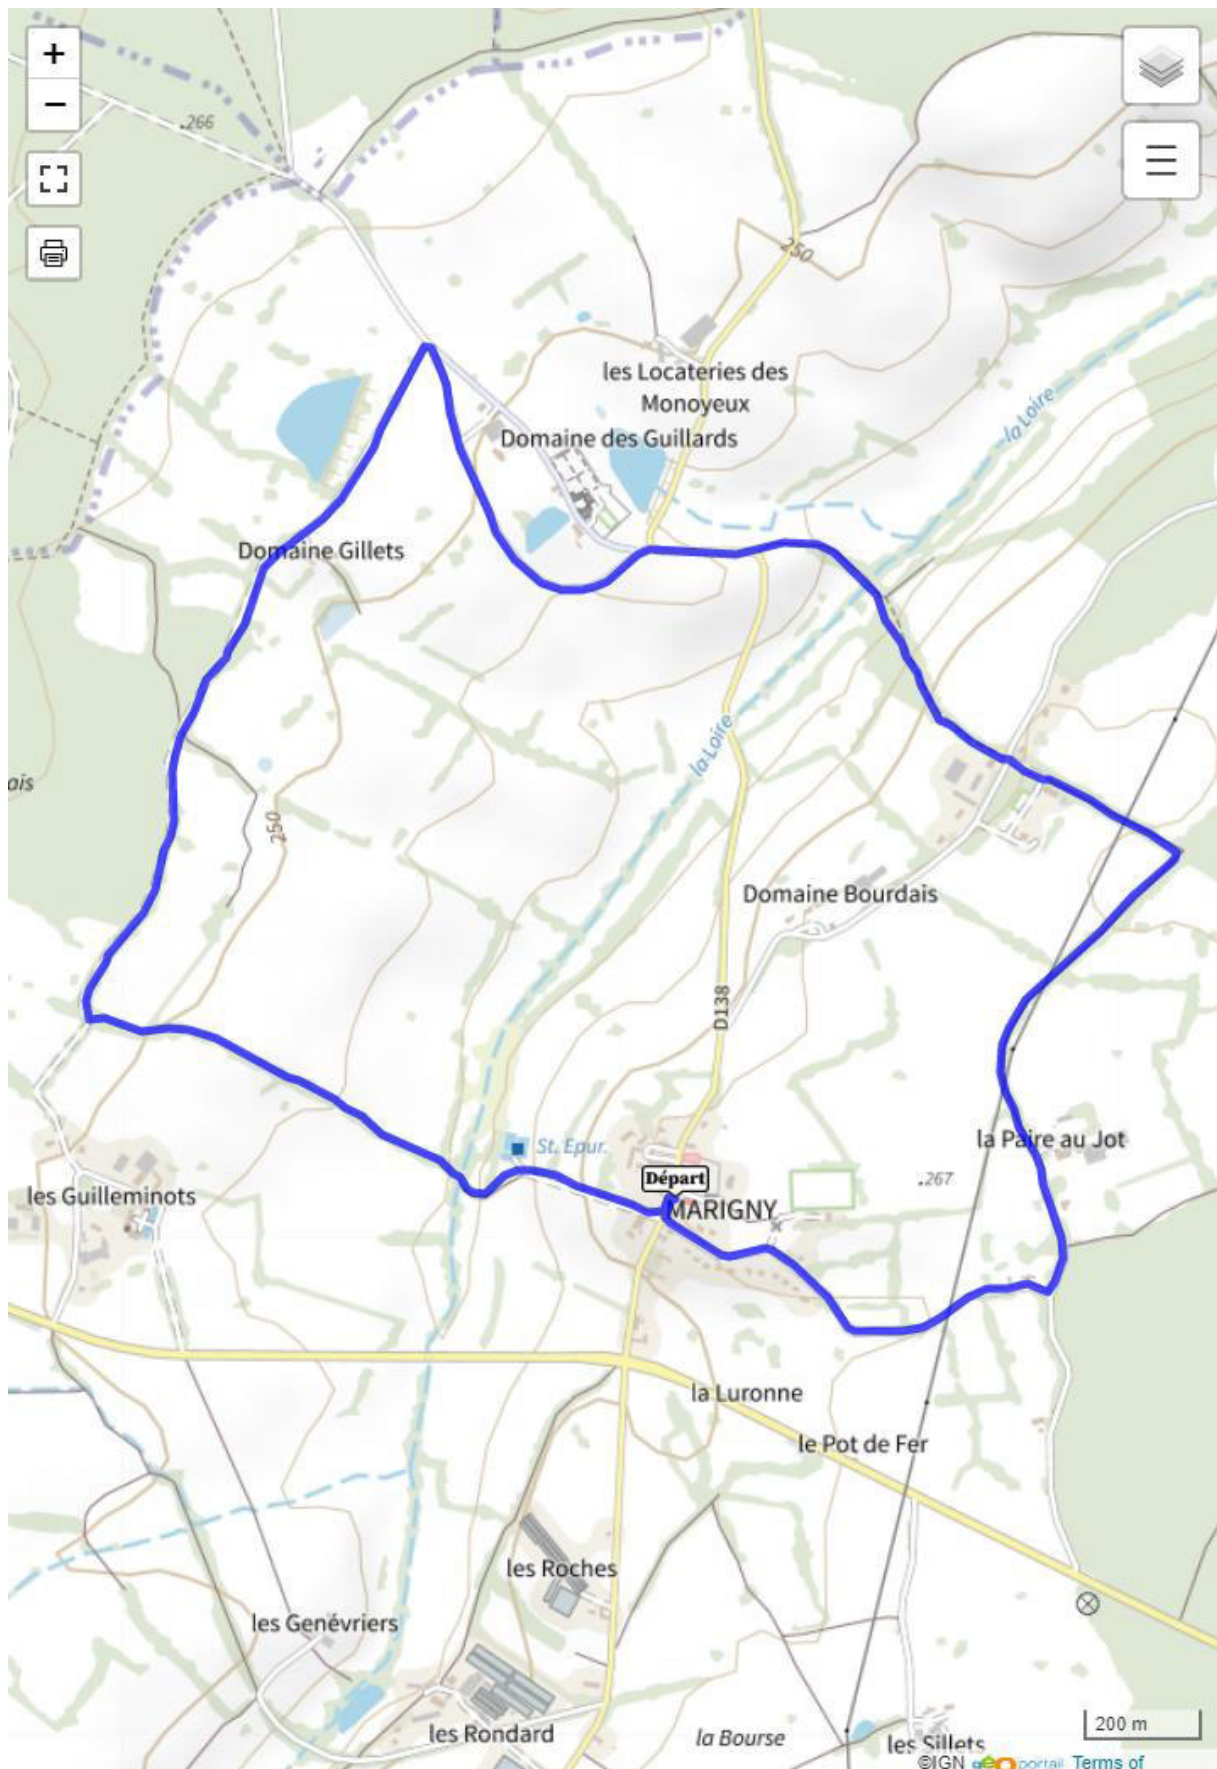 +
−
266
250
les Locateries des
Monoyeux
la Loire
Domaine des Guillards
Domaine Gillets
la Loire
ais
250
Domaine Bourdais
D138
la Paire au Jot
St. Epur.
Départ
267
les Guilleminots
MARIGNY
la Luronne
le Pot de Fer
les Roches
les Genévriers
200 m
les Rondard
la Bourse
les Sillets
©IGN géoportail Terms of